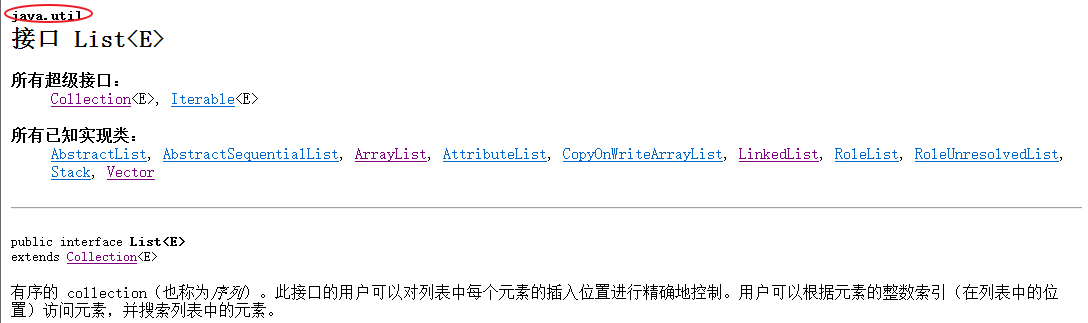 java.util
接口 List<E>
所有超级接口：
Collection<E>, Iterable<E>
所有已知实现类：
AbstractList, AbstractSequentialList, ArrayList, AttributeList, CopyOnWriteArrayList, LinkedList, RoleList, RoleUnresolvedList,
Stack, Vector
public interface List<E>
extends Collection<E>
有序的 collection（也称为序列）。此接口的用户可以对列表中每个元素的插入位置进行精确地控制。用户可以根据元素的整数索引（在列表中的位
置）访问元素，并搜索列表中的元素。